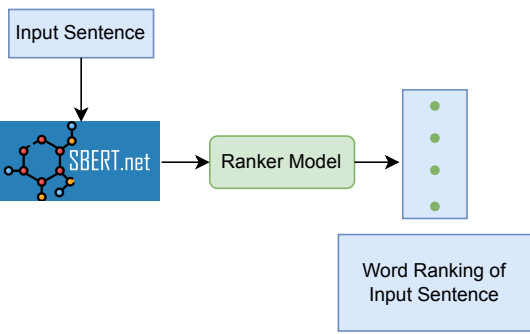 Input Sentence
SBERT.net
Ranker Model
Word Ranking of
Input Sentence